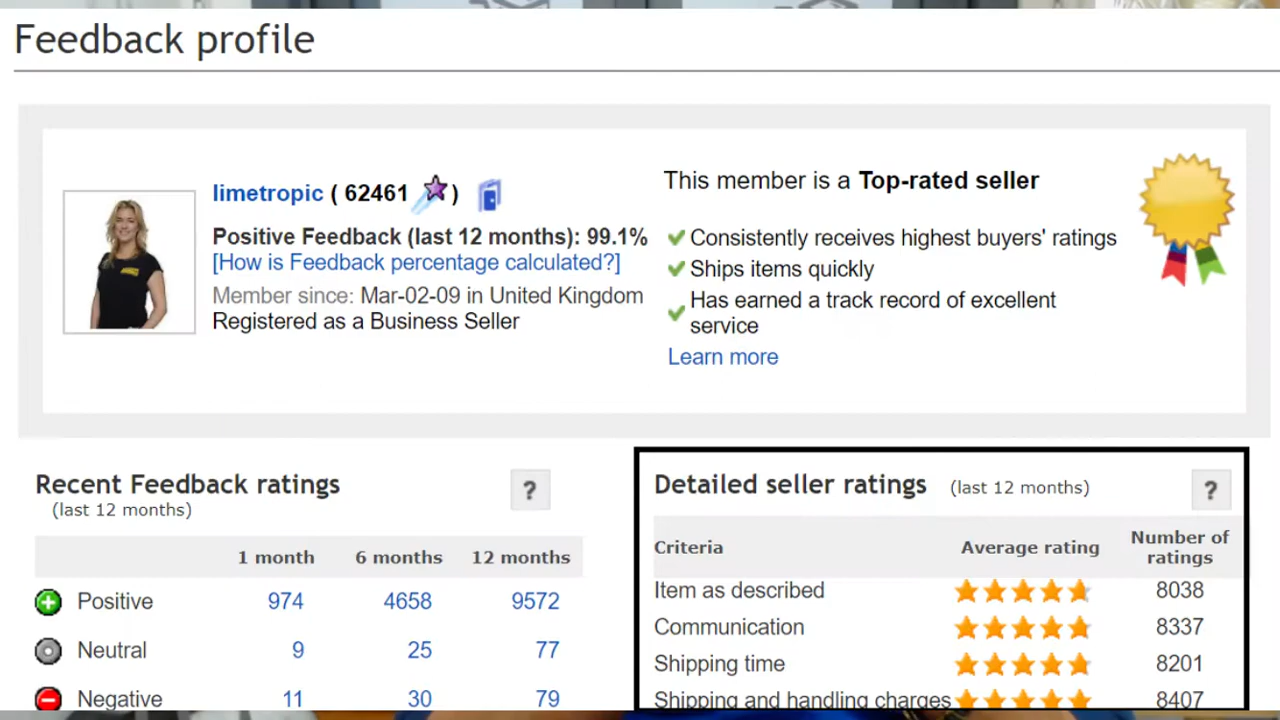 Feedback profile
limetropic ( 62461 )
Positive Feedback (last 12 months): 99.1%
[How is Feedback percentage calculated?]
Member since: Mar-02-09 in United Kingdom
Registered as a Business Seller
This member is a Top-rated seller
Consistently receives highest buyers' ratings
Ships items quickly
Has earned a track record of excellent
service
Learn more
Recent Feedback ratings ?
(last 12 months)
1 month 6 months 12 months
Positive 974 4658 9572
Neutral 9 25 77
Negative 11 30 79
Detailed seller ratings (last 12 months) ?
Criteria Average rating Number of
ratings
Item as described 8038
Communication 8337
Shipping time 8201
Shipping and handling charges 8407